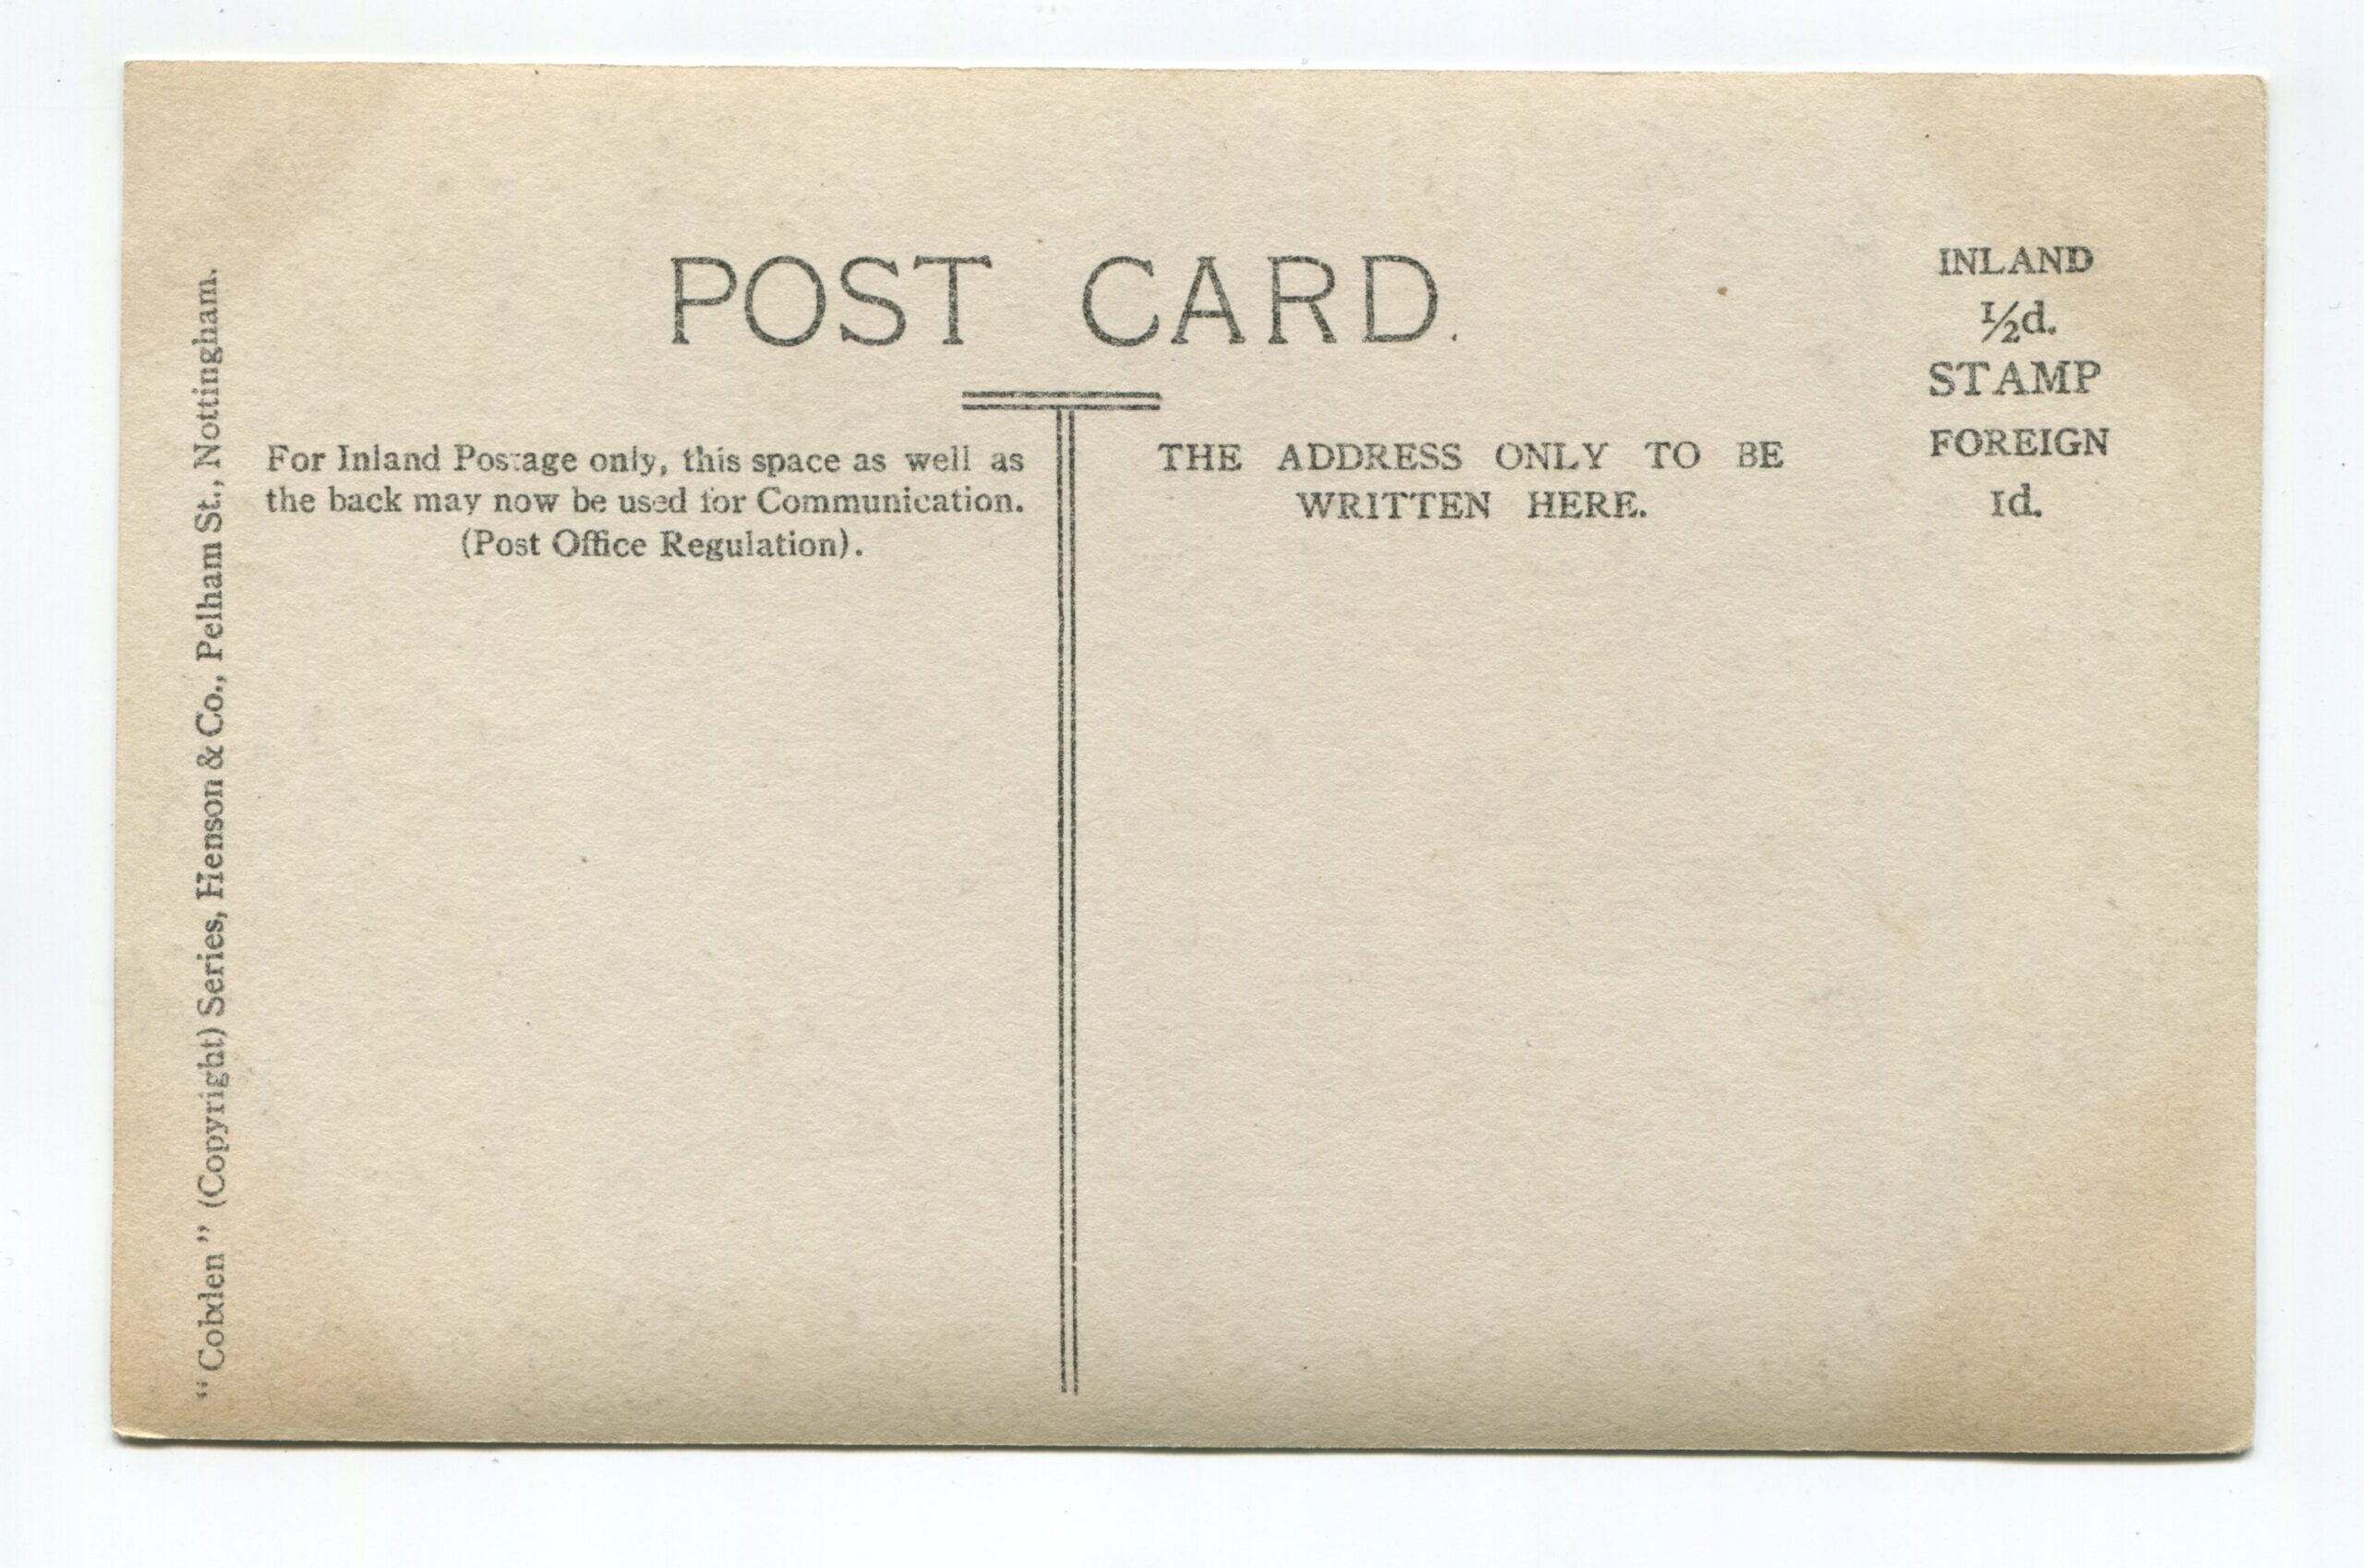 POST CARD.
INLAND
½d.
STAMP
FOREIGN
1d.
For Inland Postage only, this space as well as
the back may now be used for Communication.
(Post Office Regulation).
THE ADDRESS ONLY TO BE
WRITTEN HERE.
"Cobden" (Copyright) Series, Henson & Co., Pelham St., Nottingham.